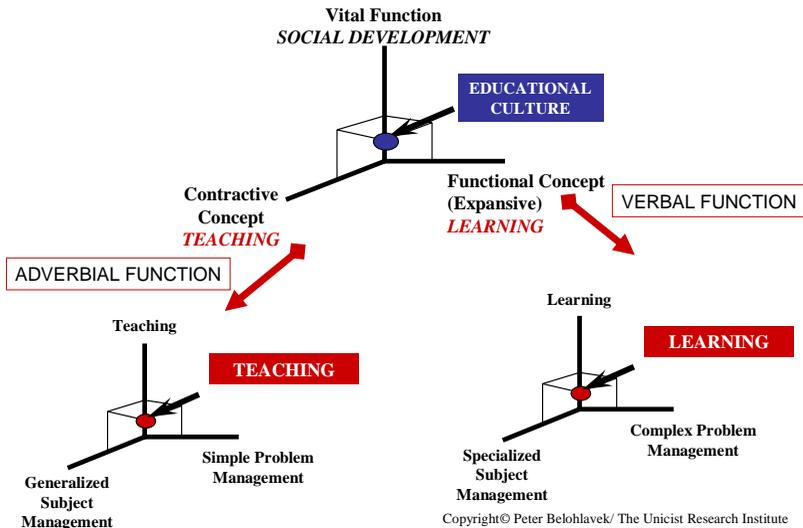 Vital Function
SOCIAL DEVELOPMENT
EDUCATIONAL
CULTURE
Contractive
Concept
TEACHING
Functional Concept
(Expansive)
LEARNING
VERBAL FUNCTION
ADVERBIAL FUNCTION
Teaching
TEACHING
Simple Problem
Management
Generalized
Subject
Management
Learning
LEARNING
Complex Problem
Management
Specialized
Subject
Management
Copyright© Peter Belohlavek/ The Unicist Research Institute